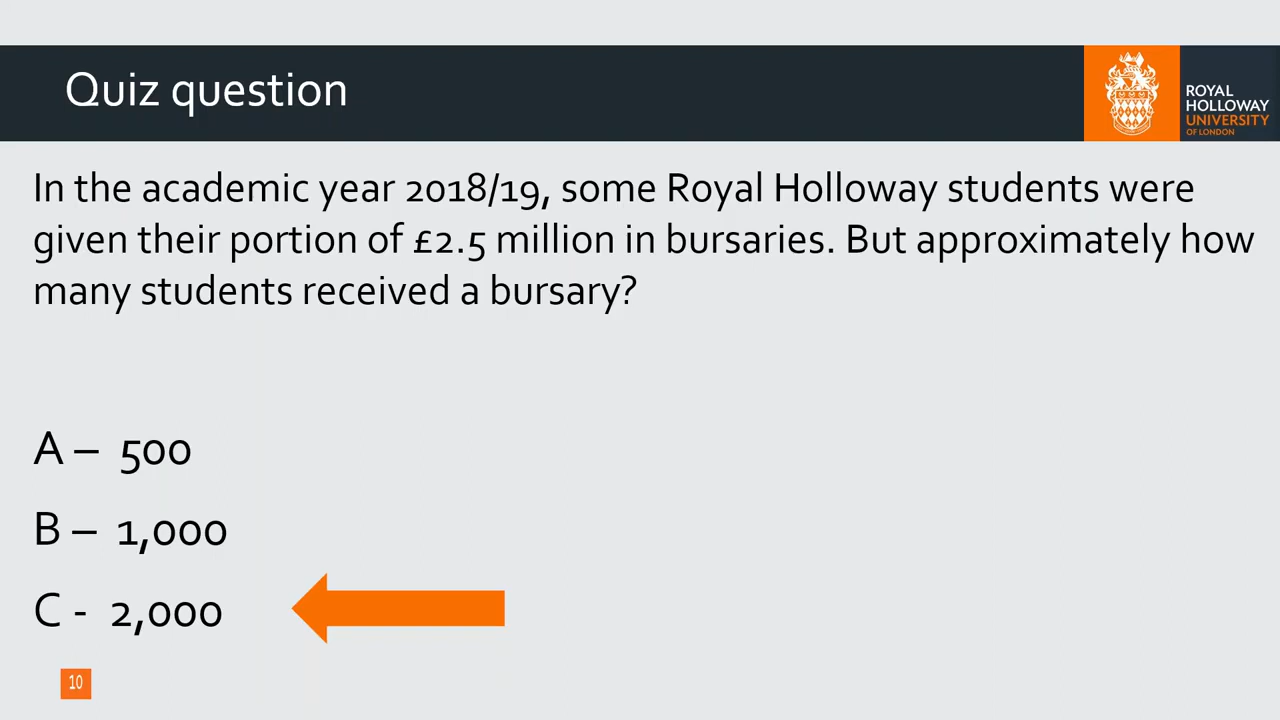 Quiz question
ROYAL
HOLLOWAY
UNIVERSITY
OF LONDON
In the academic year 2018/19, some Royal Holloway students were
given their portion of £2.5 million in bursaries. But approximately how
many students received a bursary?
A – 500
B – 1,000
C - 2,000
10